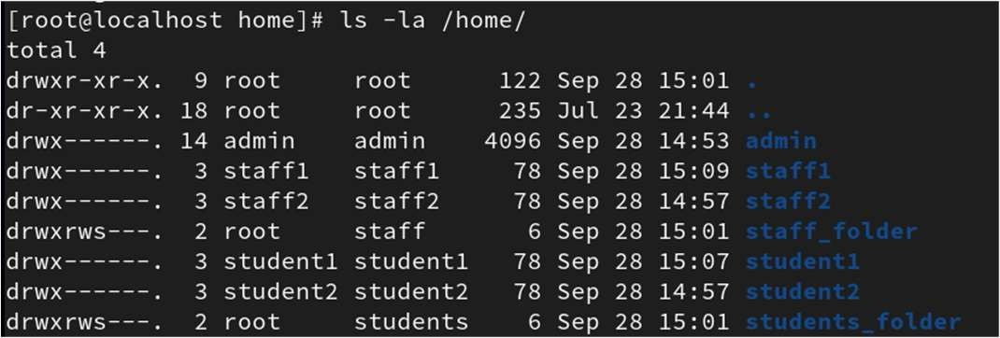 [root@localhost home]# ls -la /home/
total 4
drwxr-xr-x.  9 root     root      122 Sep 28 15:01 .
dr-xr-xr-x. 18 root     root      235 Jul 23 21:44 ..
drwx------. 14 admin    admin    4096 Sep 28 14:53 admin
drwx------.  3 staff1   staff1     78 Sep 28 15:09 staff1
drwx------.  3 staff2   staff2     78 Sep 28 14:57 staff2
drwxrws---.  2 root     staff       6 Sep 28 15:01 staff_folder
drwx------.  3 student1 student1   78 Sep 28 15:07 student1
drwx------.  3 student2 student2   78 Sep 28 14:57 student2
drwxrws---.  2 root     students    6 Sep 28 15:01 students_folder